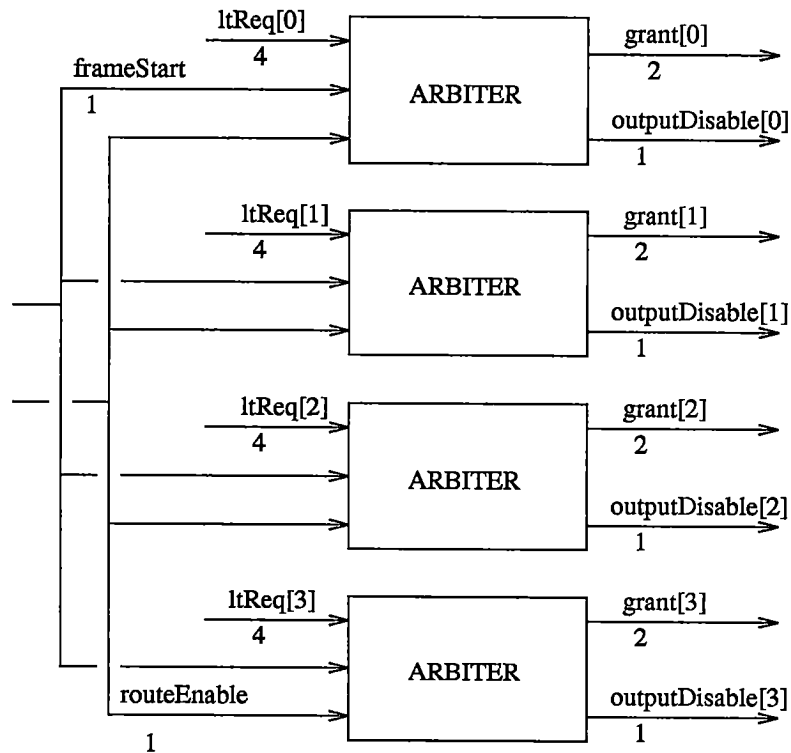 ltReq[0]
4
frameStart
1
ARBITER
grant[0]
2
outputDisable[0]
1
ltReq[1]
4
ARBITER
grant[1]
2
outputDisable[1]
1
ltReq[2]
4
ARBITER
grant[2]
2
outputDisable[2]
1
ltReq[3]
4
ARBITER
grant[3]
2
outputDisable[3]
1
routeEnable
1